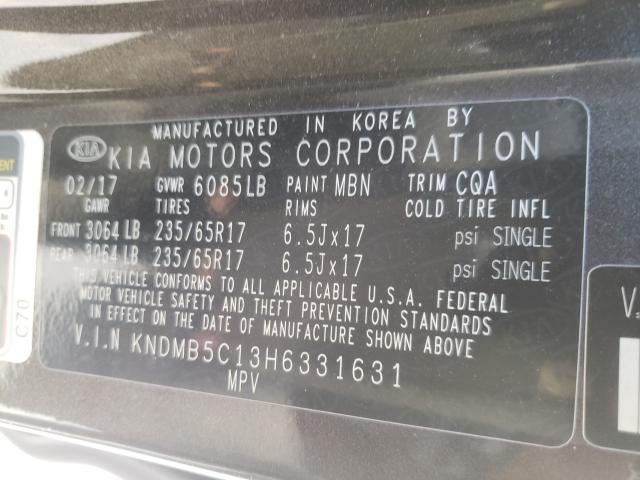 MANUFACTURED IN KOREA BY
KIA KIA MOTORS CORPORATION
02/17 GVWR 6085LB PAINT MBN TRIM CQA
GAWR TIRES RIMS COLD TIRE INFL
FRONT 3064 LB 235/65R17 6.5Jx17 psi SINGLE
REAR 3064 LB 235/65R17 6.5Jx17 psi SINGLE
THIS VEHICLE CONFORMS TO ALL APPLICABLE U.S.A. FEDERAL
MOTOR VEHICLE SAFETY AND THEFT PREVENTION STANDARDS
IN EFFECT ON THE DATE OF MANUFACTURE SHOWN ABOVE
V.I.N KNDMB5C13H6331631
MPV
C70
V.